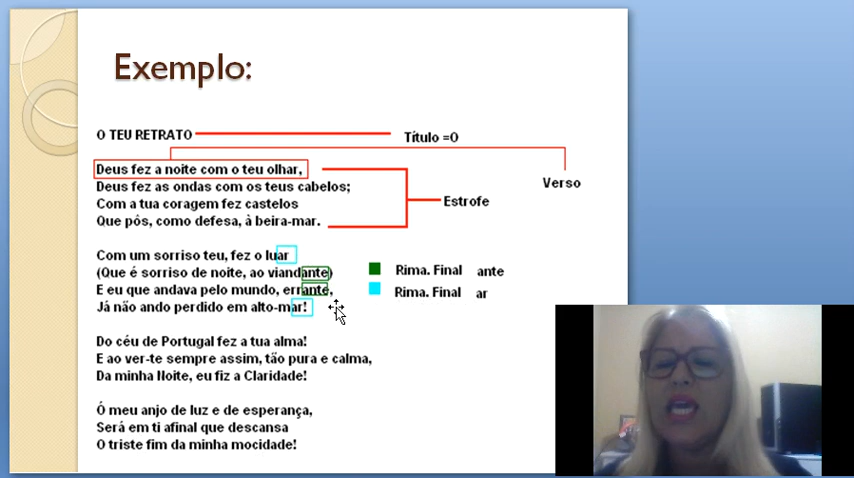 Exemplo:
O TEU RETRATO Título =O
Verso
Deus fez a noite com o teu olhar,
Deus fez as ondas com os teus cabelos;
Com a tua coragem fez castelos
Que pós, como defesa, à beira-mar.
Estrofe
Com um sorriso teu, fez o luar
(Que é sorriso de noite, ao viandante)
E eu que andava pelo mundo, errante,
Já não ando perdido em alto-mar!
Rima. Final ante
Rima. Final ar
Do céu de Portugal fez a tua alma!
E ao ver-te sempre assim, tão pura e calma,
Da minha Noite, eu fiz a Claridade!
Ó meu anjo de luz e de esperança,
Será em ti afinal que descansa
O triste fim da minha mocidade!